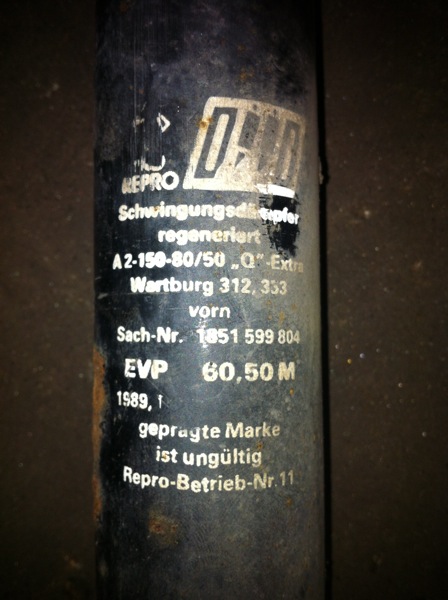 REPRO
Schwingungsdämpfer
regeneriert
A2-150-80/50 „Q"-Extra
Wartburg 312, 353
vorn
Sach-Nr. 1851 599 804
EVP 60,50 M
1989,
geprägte Marke
ist ungültig
Repro-Betrieb-Nr. 11